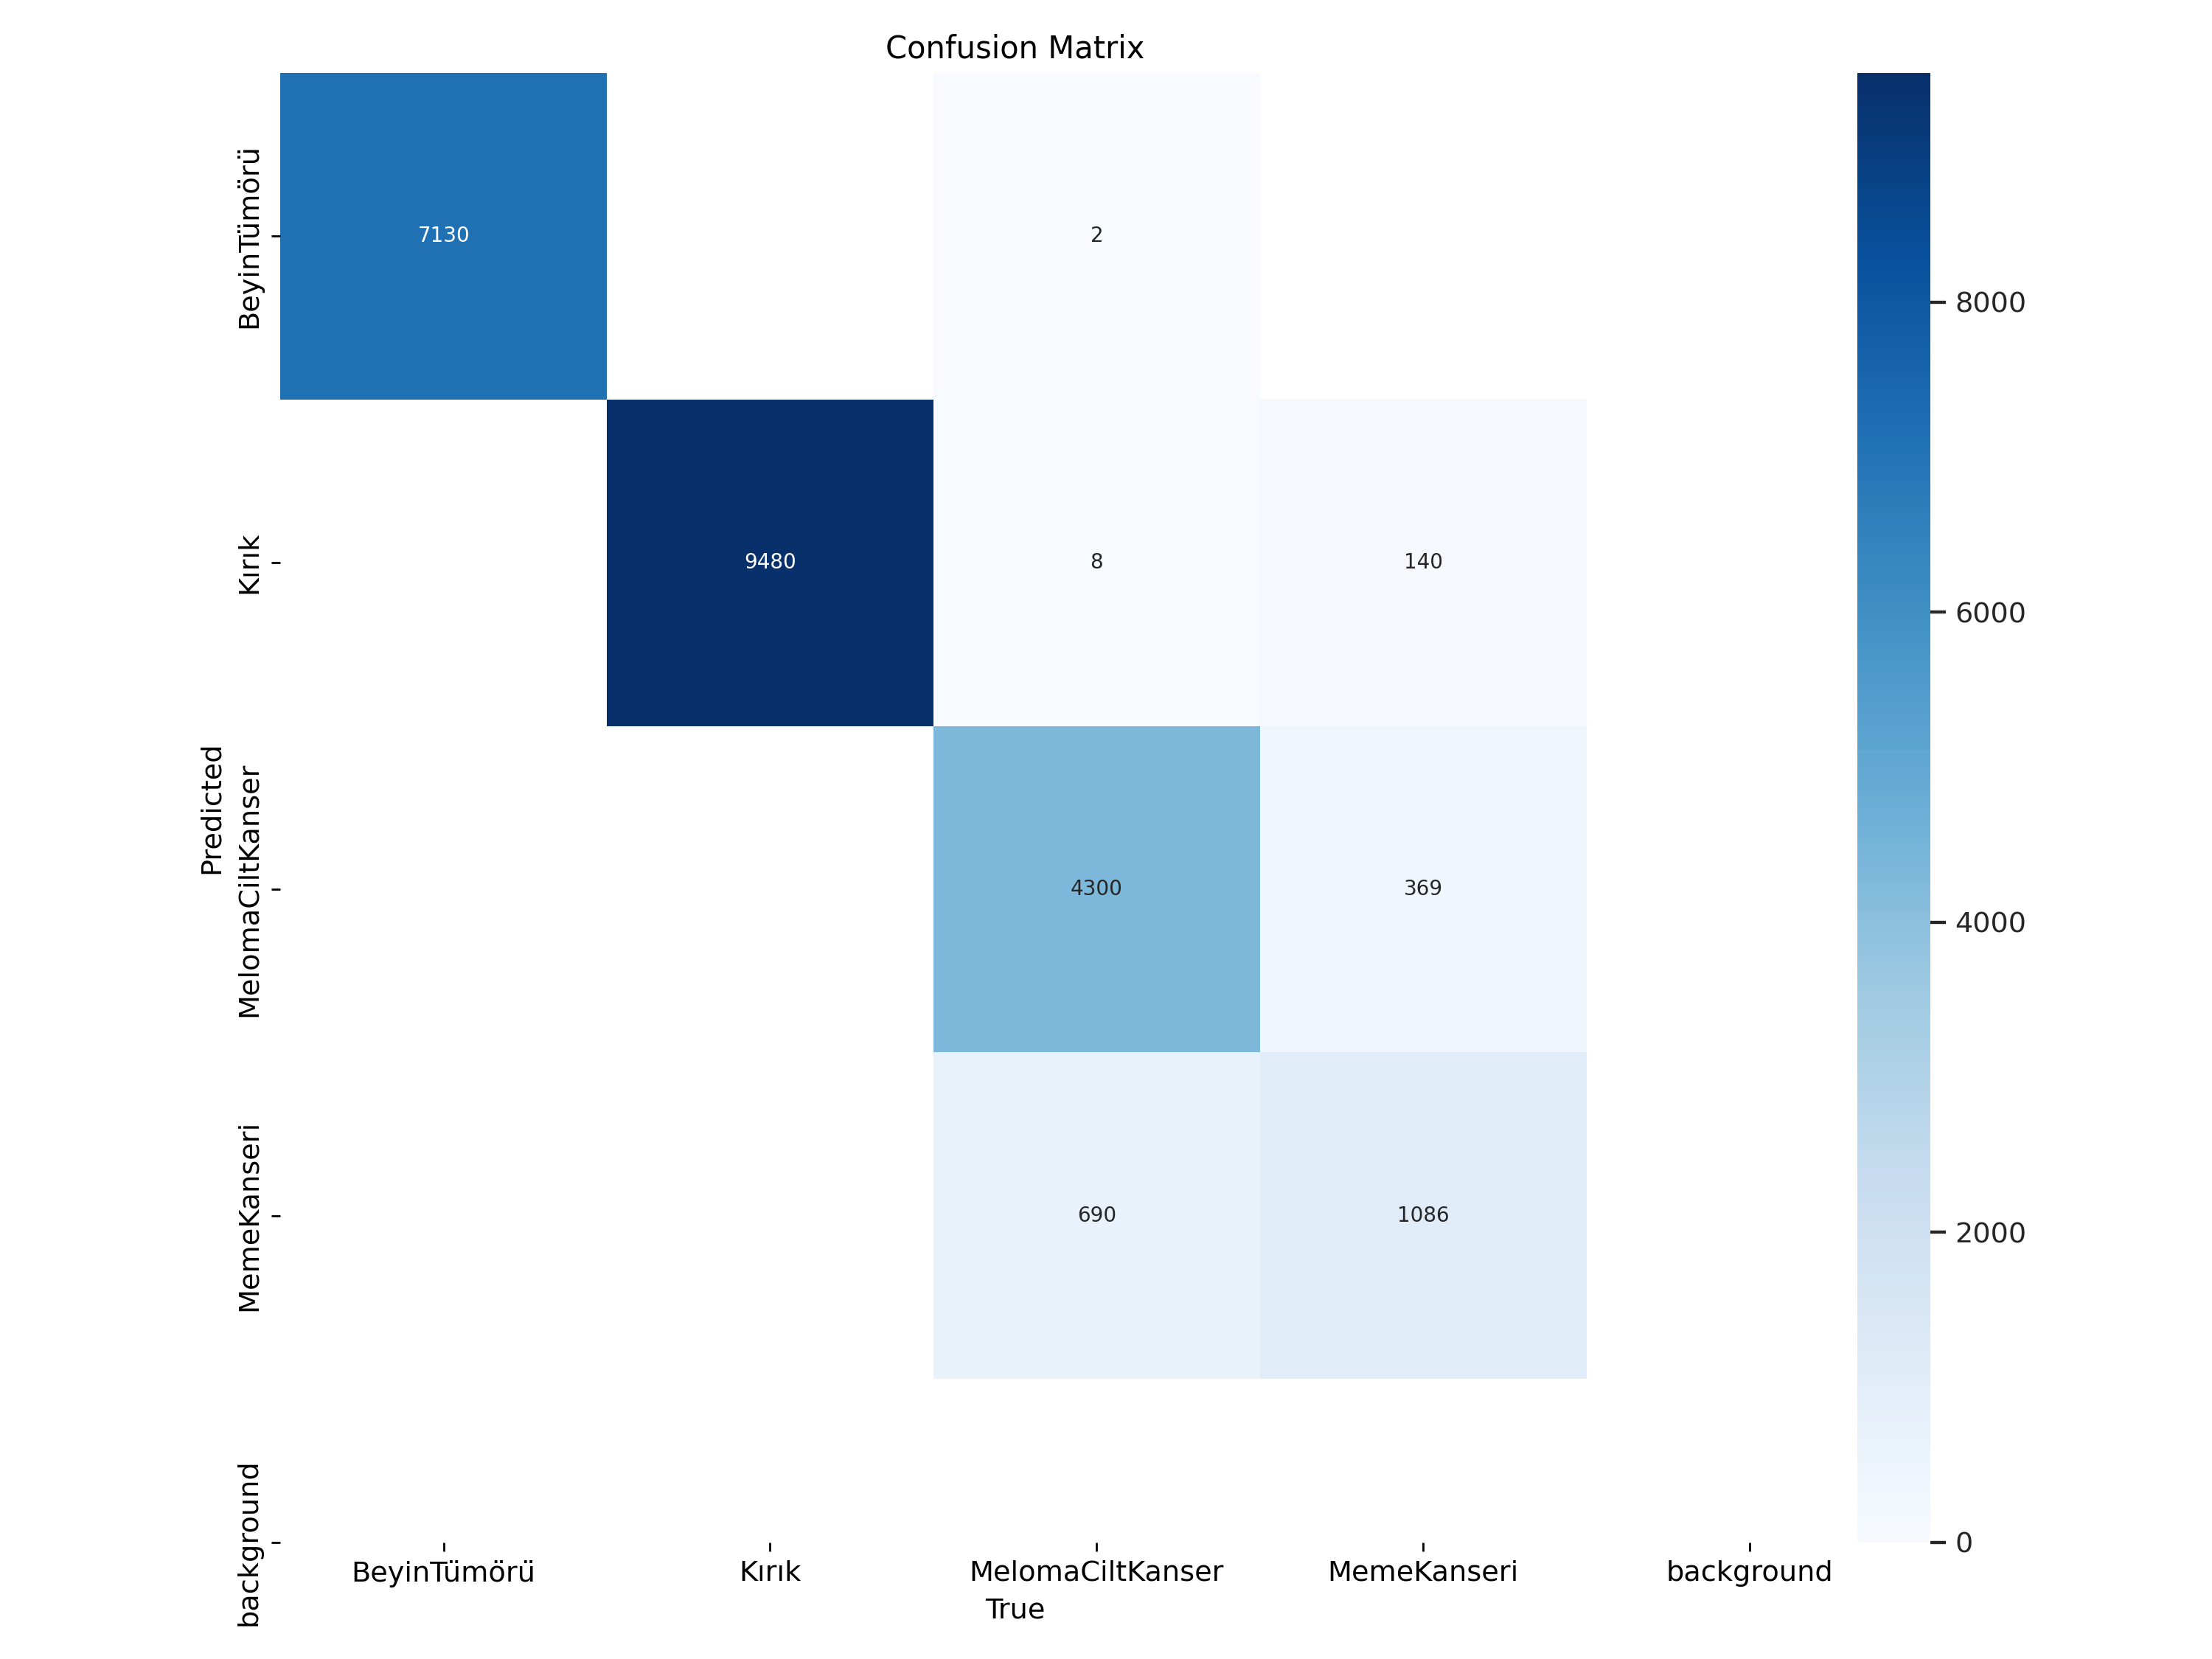 Confusion Matrix
BeyinTümörü
7130
2
8000
Kırık
9480
8
140
6000
Predicted
MelomaCiltKanser
4300
369
4000
MemeKanseri
690
1086
2000
background
0
BeyinTümörü
Kırık
MelomaCiltKanser
MemeKanseri
background
True